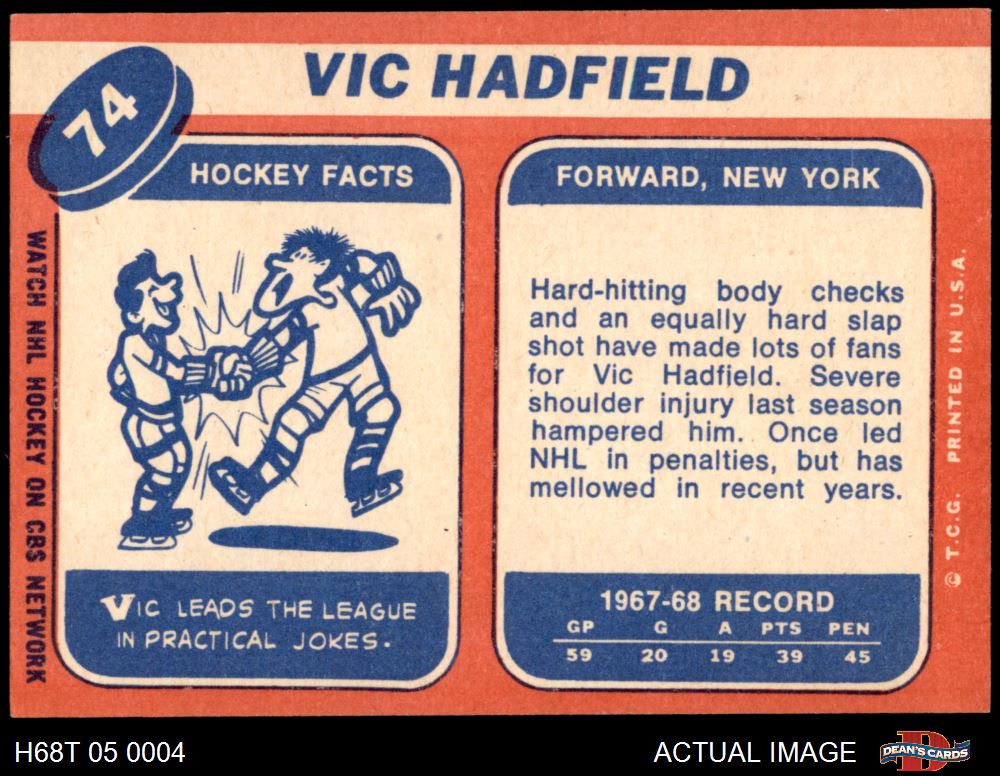 VIC HADFIELD
74
HOCKEY FACTS
VIC LEADS THE LEAGUE
IN PRACTICAL JOKES.
WATCH NHL HOCKEY ON CBS NETWORK
FORWARD, NEW YORK
Hard-hitting body checks
and an equally hard slap
shot have made lots of fans
for Vic Hadfield. Severe
shoulder injury last season
hampered him. Once led
NHL in penalties, but has
mellowed in recent years.
1967-68 RECORD
GP G A PTS PEN
59 20 19 39 45
© T.C.G. PRINTED IN U.S.A.
H68T 05 0004
ACTUAL IMAGE
D
DEAN'S CARDS